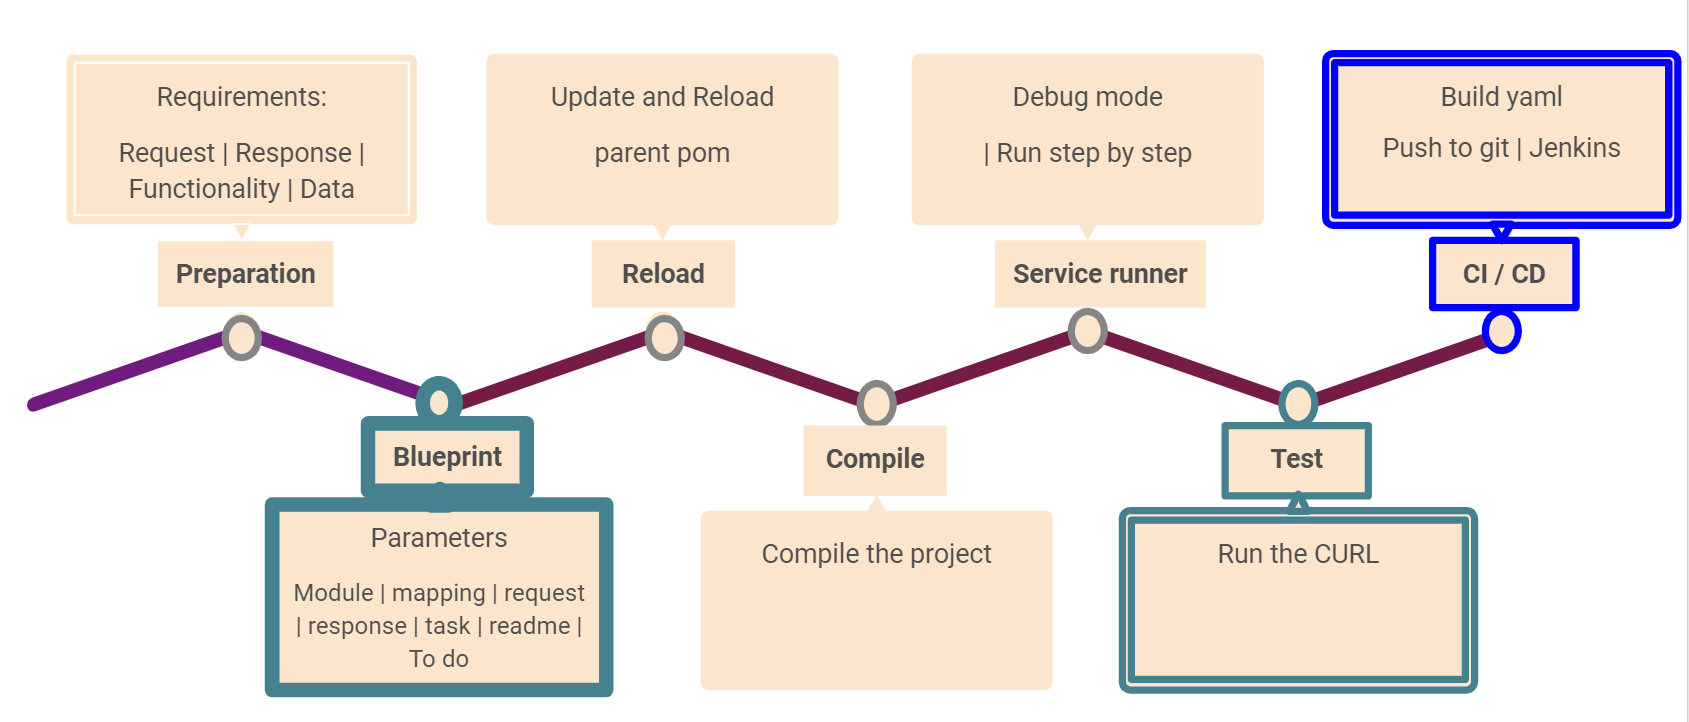 Requirements:
Request | Response |
Functionality | Data
Preparation
Update and Reload
parent pom
Reload
Debug mode
| Run step by step
Service runner
Build yaml
Push to git | Jenkins
CI / CD
Blueprint
Parameters
Module | mapping | request
| response | task | readme |
To do
Compile
Compile the project
Test
Run the CURL